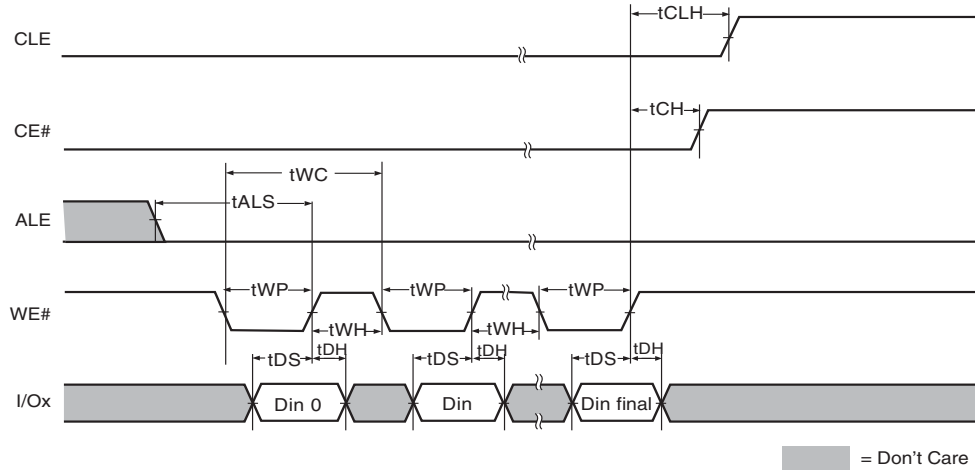 tCLH
CLE
tCH
CE#
tWC
tALS
ALE
tWP tWP tWP
WE#
tWH tWH
tDS tDH tDS tDH tDS tDH
I/Ox Din 0 Din Din final
= Don't Care